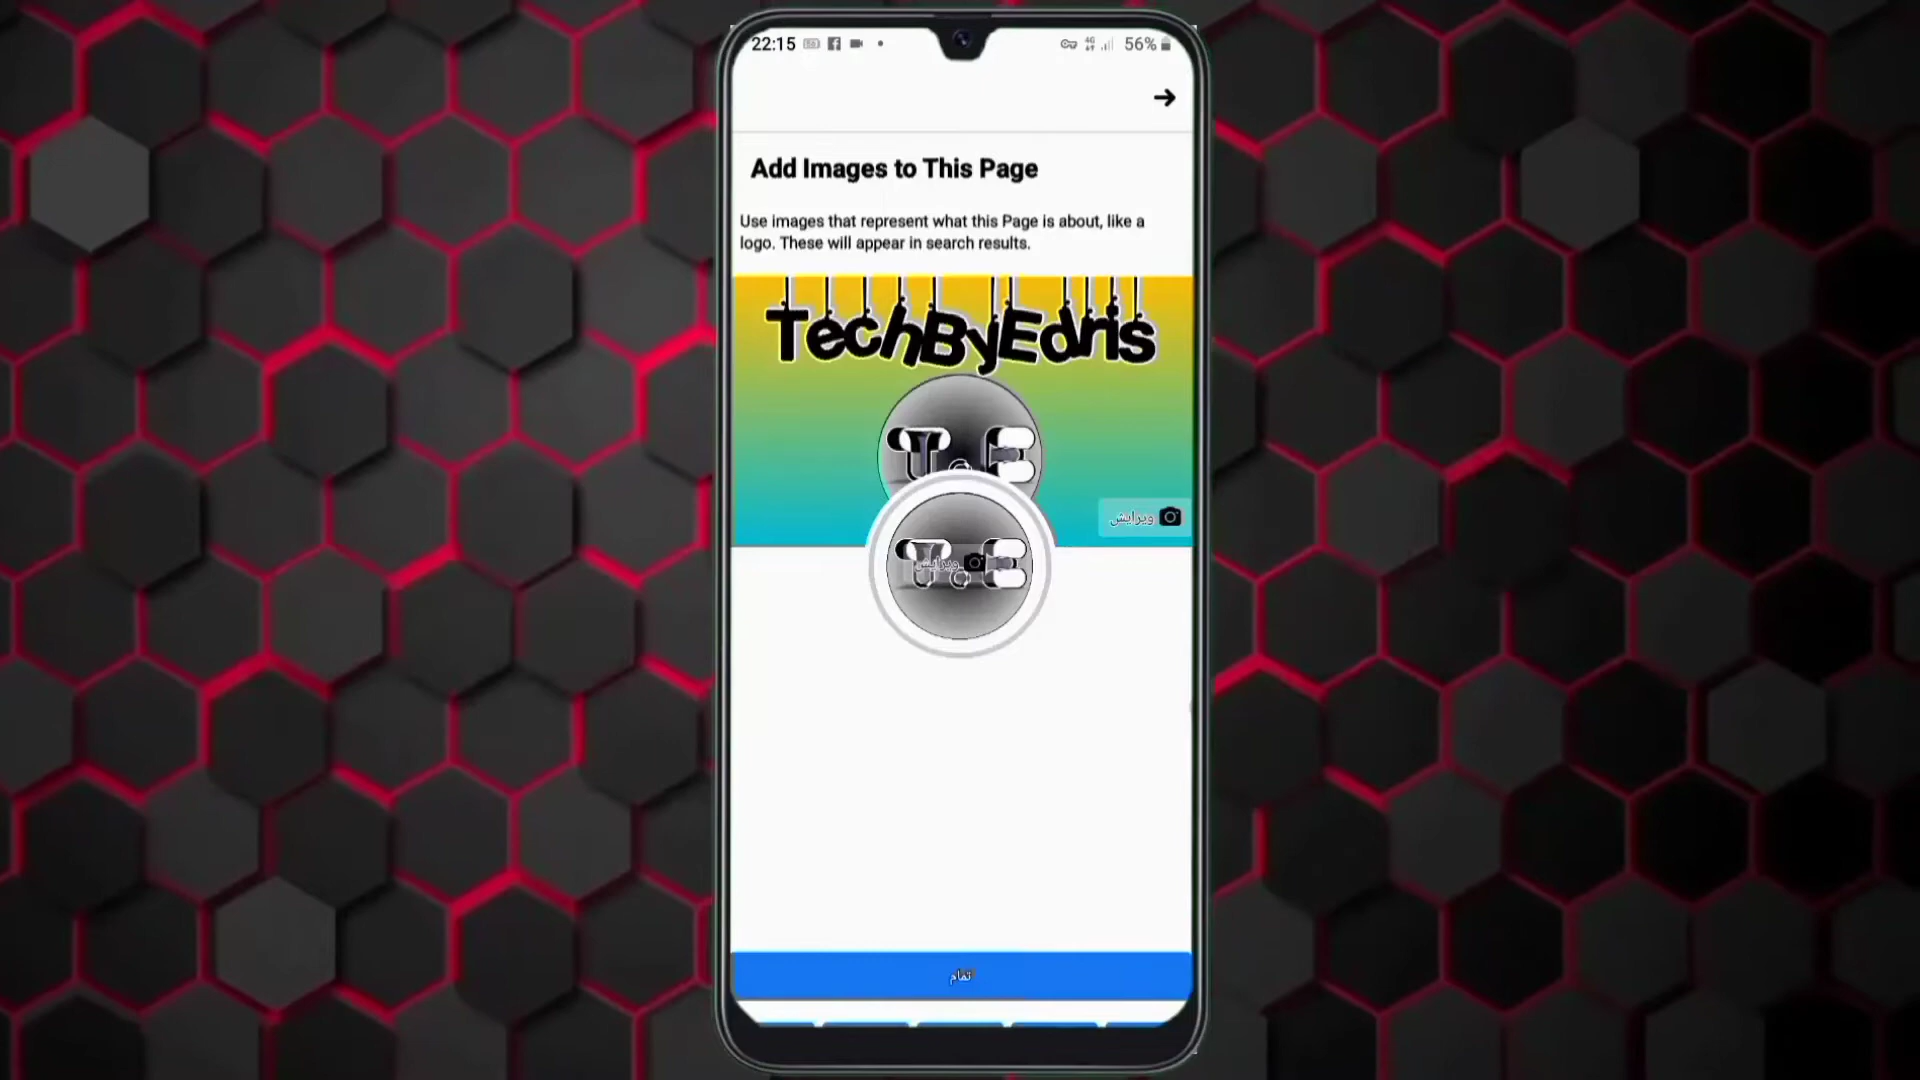 22:15
4G
56%
Add Images to This Page
Use images that represent what this Page is about, like a
logo. These will appear in search results.
TechByEdris
T.E
ویرایش
T.E
ویرایش
تمام